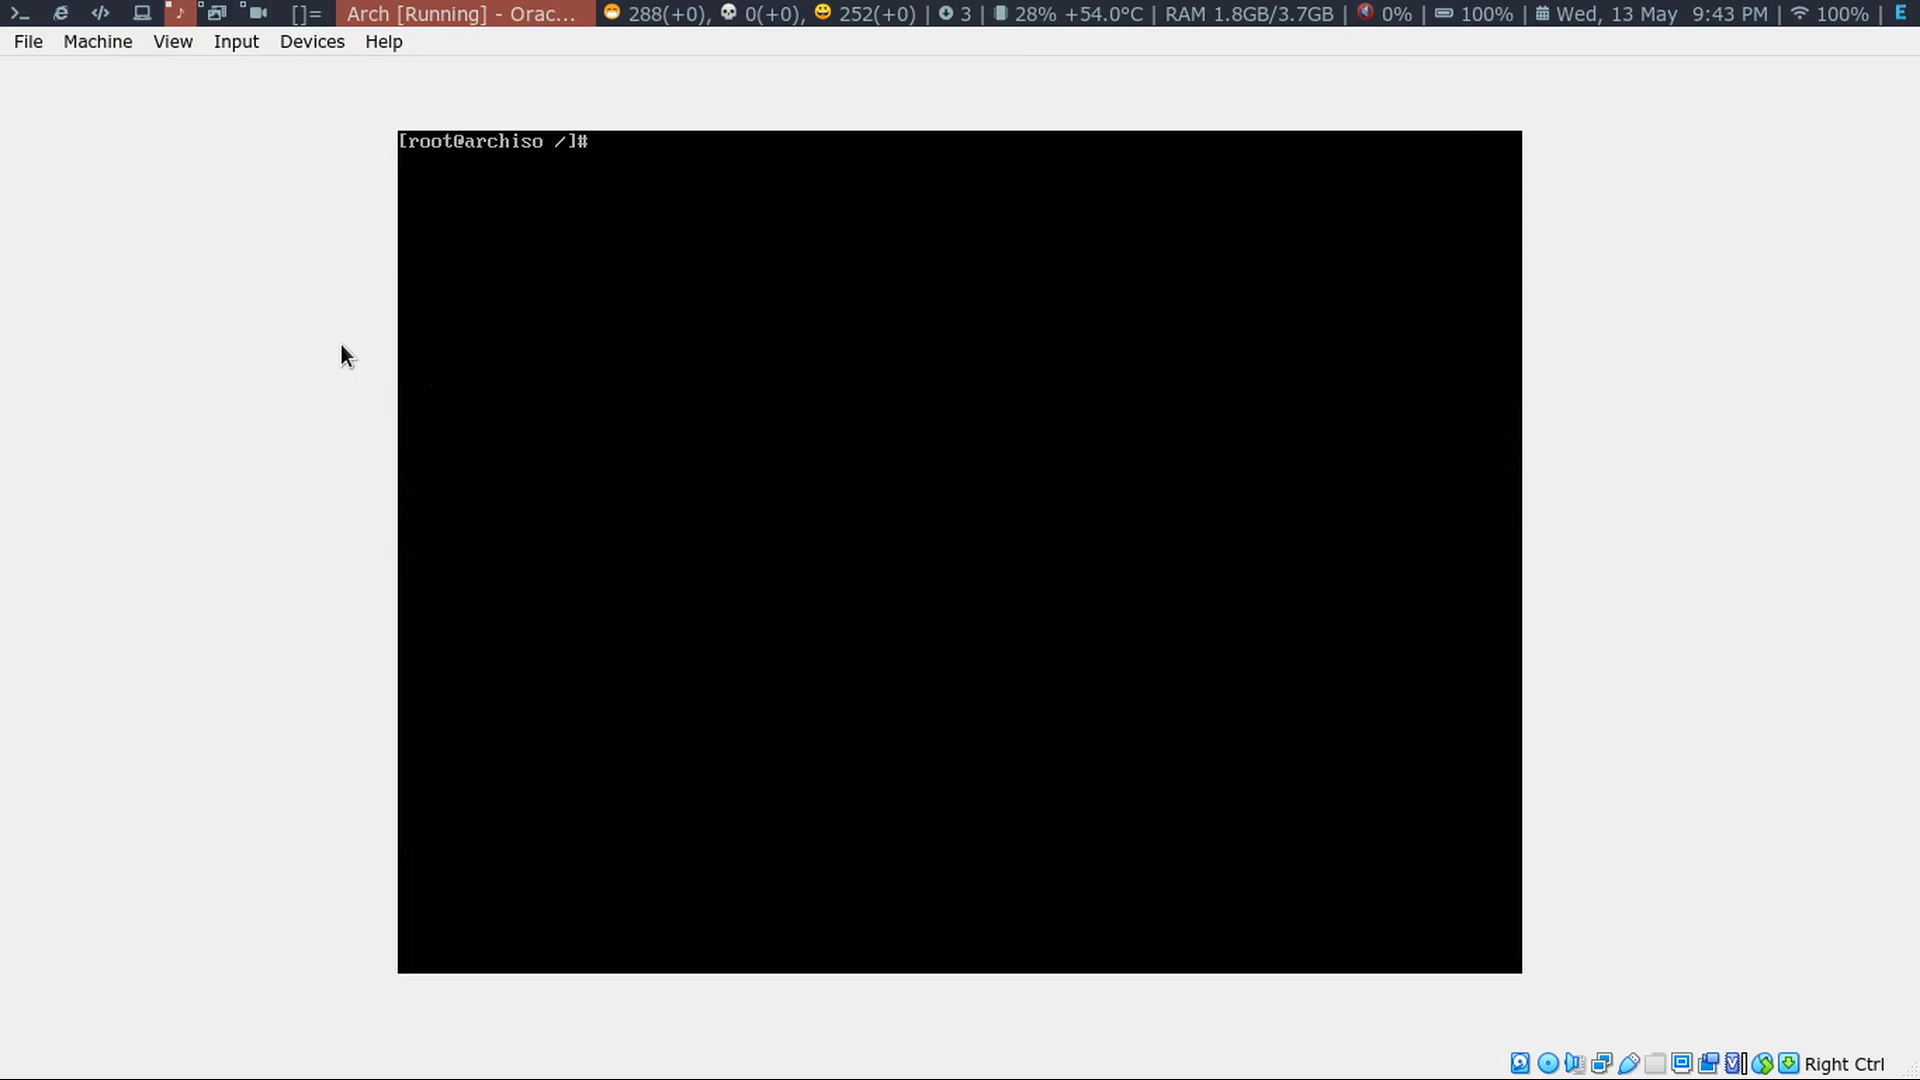 []= Arch [Running] - Orac... 288(+0), 0(+0), 252(+0) | 3 | 28% +54.0°C | RAM 1.8GB/3.7GB | 0% | 100% | Wed, 13 May 9:43 PM | 100% | E
File Machine View Input Devices Help
[root@archiso /]#
Right Ctrl